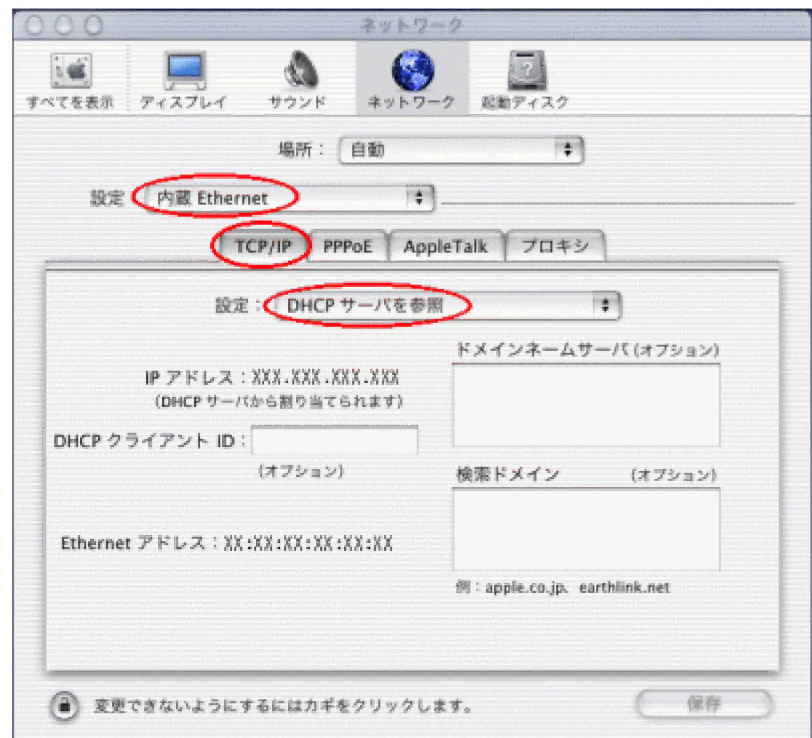 ネットワーク
すべてを表示 ディスプレイ サウンド ネットワーク 起動ディスク
場所： 自動
設定 内蔵 Ethernet
TCP/IP PPPoE AppleTalk プロキシ
設定： DHCP サーバを参照
ドメインネームサーバ (オプション)
IP アドレス：XXX.XXX.XXX.XXX
(DHCP サーバから割り当てられます)
DHCP クライアント ID：
(オプション)
検索ドメイン (オプション)
Ethernet アドレス：XX:XX:XX:XX:XX:XX
例：apple.co.jp、earthlink.net
変更できないようにするにはカギをクリックします。
保存